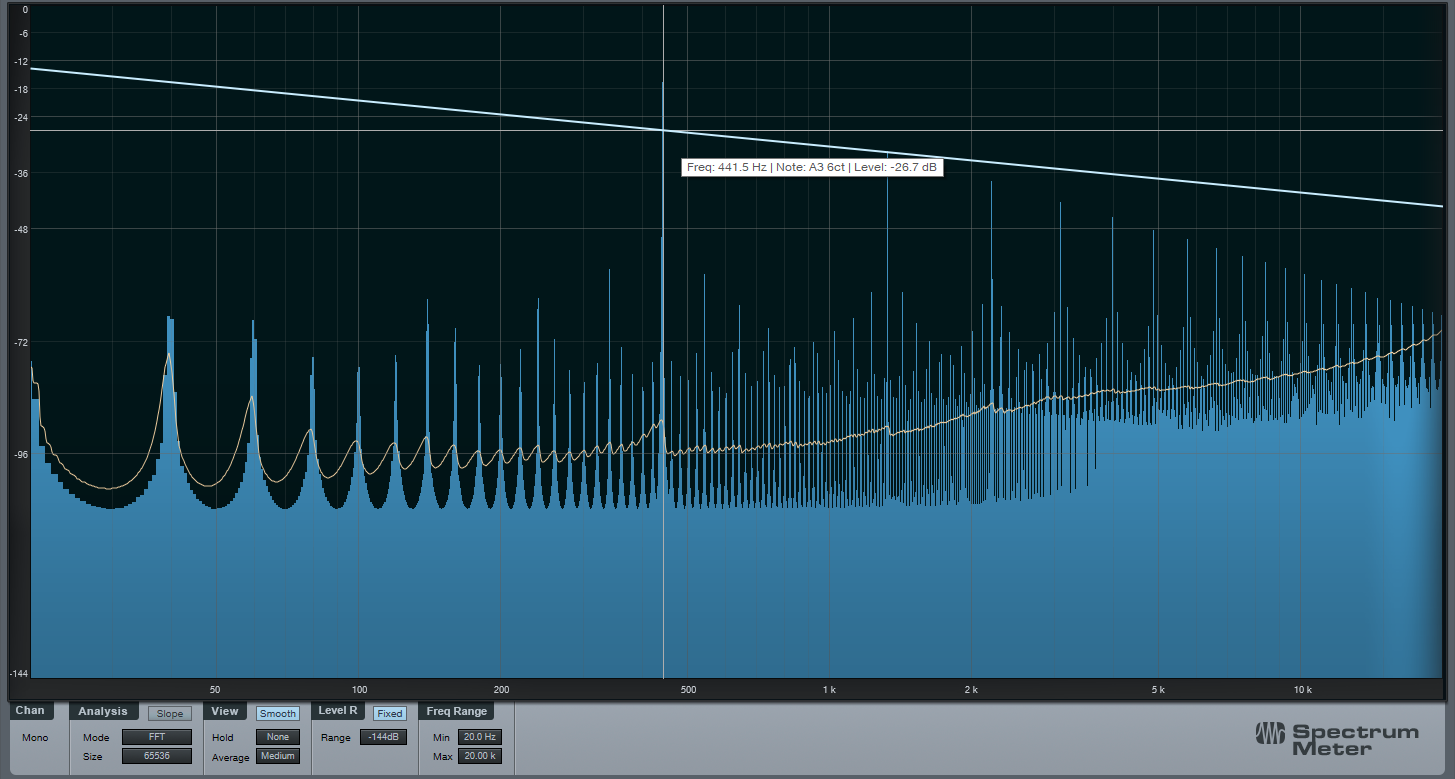 0
-6
-12
-18
-24
-36
-48
-72
-96
-144
Freq: 441.5 Hz | Note: A3 6ct | Level: -26.7 dB
50 100 200 500 1 k 2 k 5 k 10 k
Chan Analysis Slope View Smooth Level R Fixed Freq Range
Mono Mode FFT Hold None Range -144dB Min 20.0 Hz
Size 65536 Average Medium Max 20.00 k
Spectrum
Meter